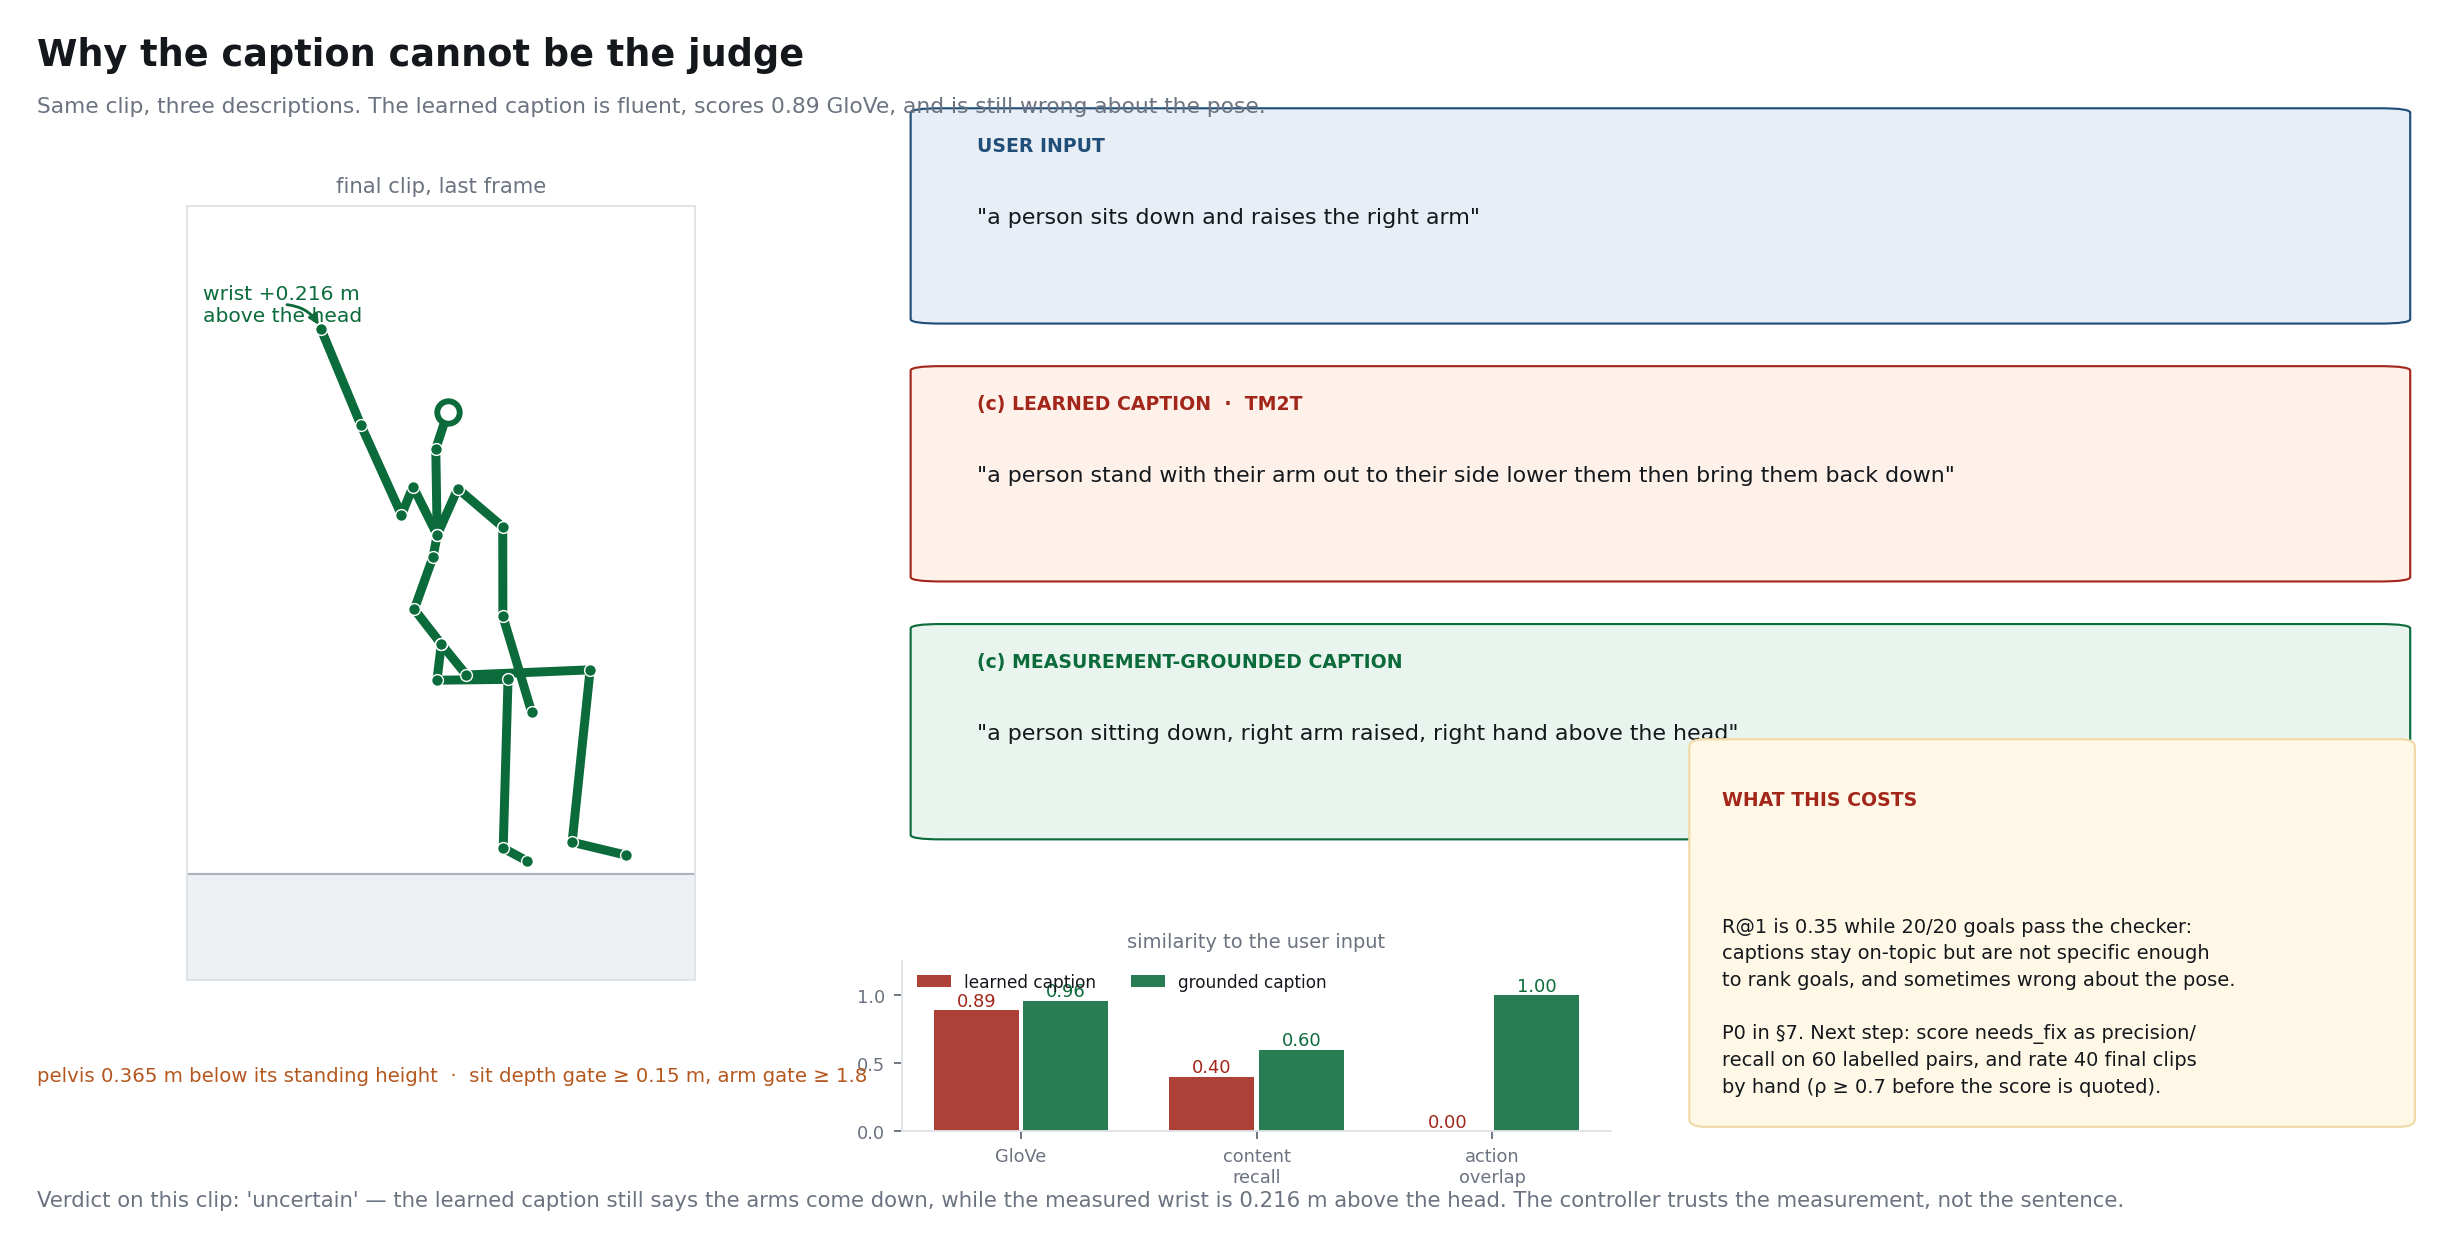 Why the caption cannot be the judge
Same clip, three descriptions. The learned caption is fluent, scores 0.89 GloVe, and is still wrong about the pose.
final clip, last frame
wrist +0.216 m
above the head
pelvis 0.365 m below its standing height · sit depth gate ≥ 0.15 m, arm gate ≥ 1.8
USER INPUT
"a person sits down and raises the right arm"
(c) LEARNED CAPTION · TM2T
"a person stand with their arm out to their side lower them then bring them back down"
(c) MEASUREMENT-GROUNDED CAPTION
"a person sitting down, right arm raised, right hand above the head"
similarity to the user input
learned caption
grounded caption
1.0
0.5
0.0
0.89
0.96
0.40
0.60
0.00
1.00
GloVe
content
recall
action
overlap
WHAT THIS COSTS
R@1 is 0.35 while 20/20 goals pass the checker:
captions stay on-topic but are not specific enough
to rank goals, and sometimes wrong about the pose.
P0 in §7. Next step: score needs_fix as precision/
recall on 60 labelled pairs, and rate 40 final clips
by hand (ρ ≥ 0.7 before the score is quoted).
Verdict on this clip: 'uncertain' — the learned caption still says the arms come down, while the measured wrist is 0.216 m above the head. The controller trusts the measurement, not the sentence.